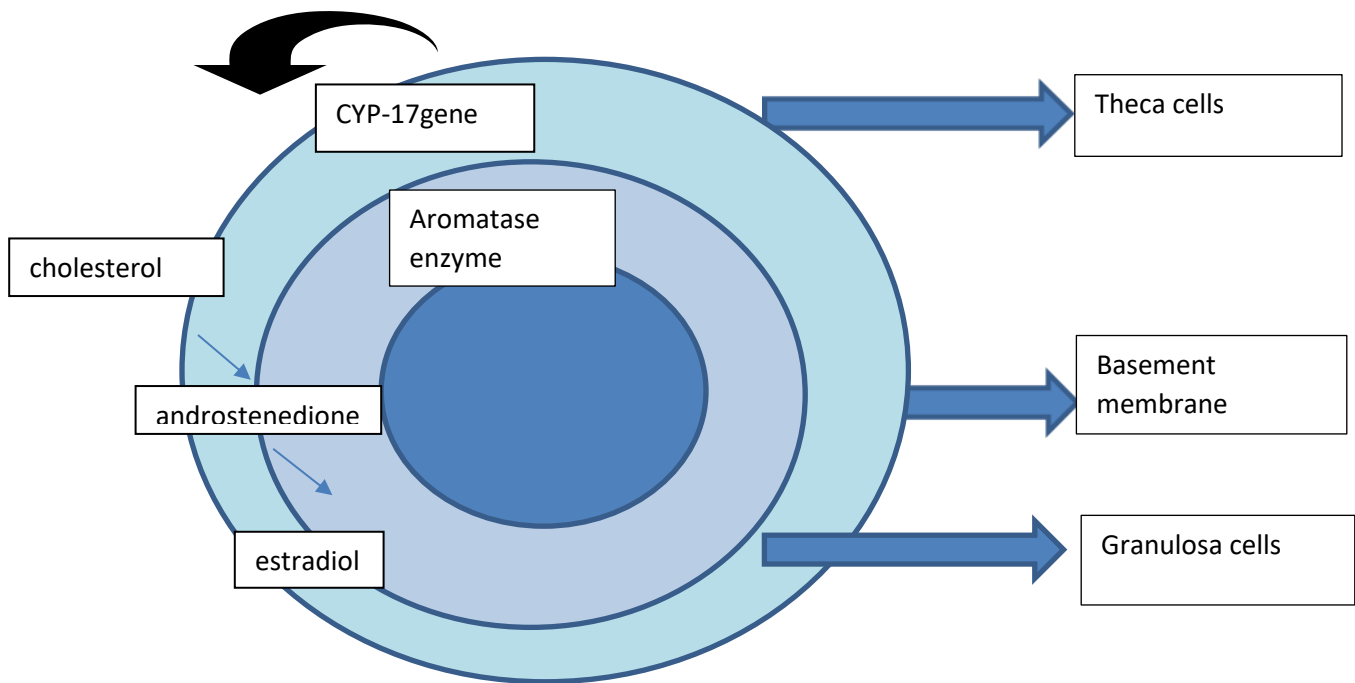 CYP-17gene
Theca cells
Aromatase
enzyme
cholesterol
androstenedione
Basement
membrane
estradiol
Granulosa cells